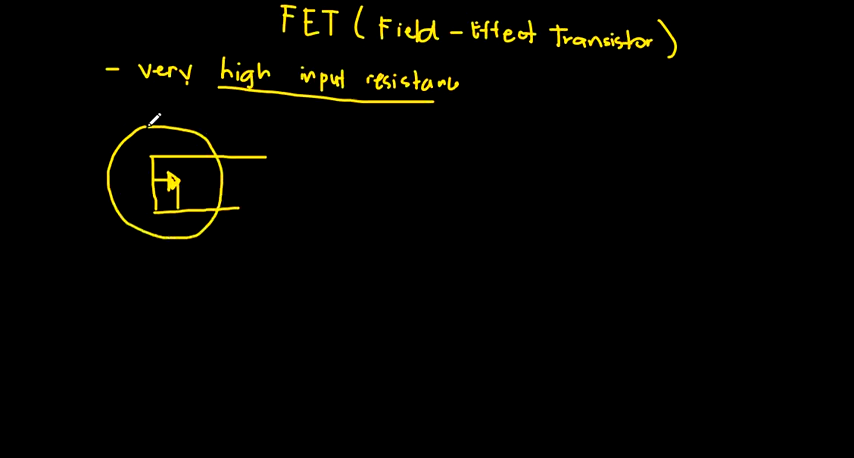 FET (Field-Effect Transistor)
- very high input resistance